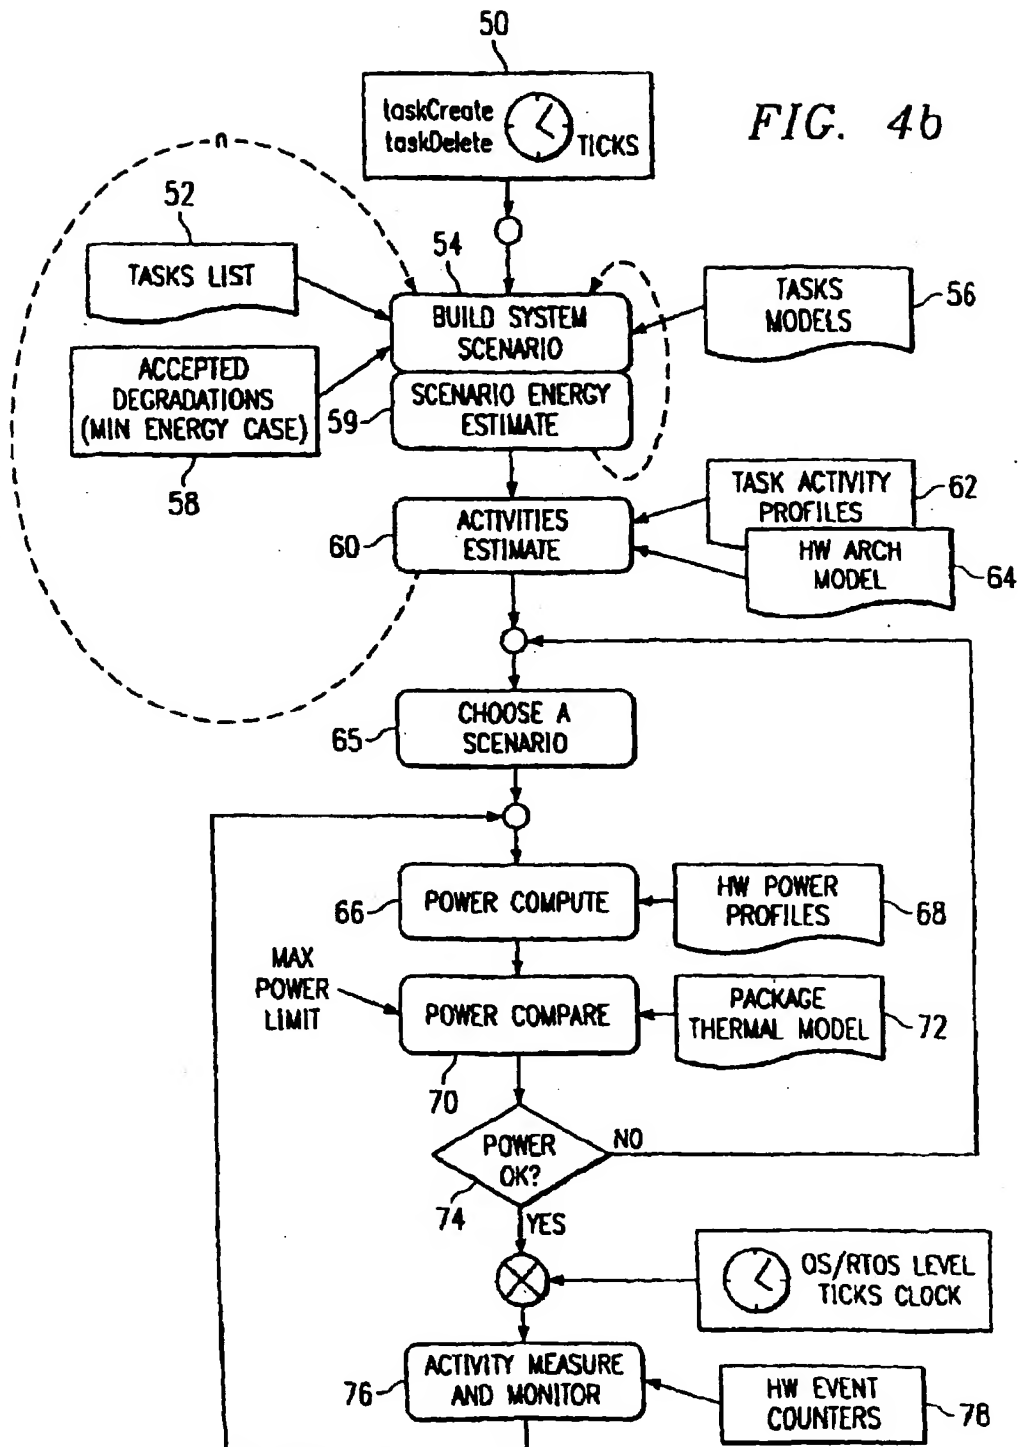 50
taskCreate
taskDelete
TICKS
FIG. 4b
n
52
TASKS LIST
54
BUILD SYSTEM
SCENARIO
TASKS
MODELS
56
ACCEPTED
DEGRADATIONS
(MIN ENERGY CASE)
58
59
SCENARIO ENERGY
ESTIMATE
60
ACTIVITIES
ESTIMATE
TASK ACTIVITY
PROFILES
62
HW ARCH
MODEL
64
65
CHOOSE A
SCENARIO
66
POWER COMPUTE
HW POWER
PROFILES
68
MAX
POWER
LIMIT
POWER COMPARE
70
PACKAGE
THERMAL MODEL
72
POWER
OK?
NO
74
YES
OS/RTOS LEVEL
TICKS CLOCK
76
ACTIVITY MEASURE
AND MONITOR
HW EVENT
COUNTERS
78